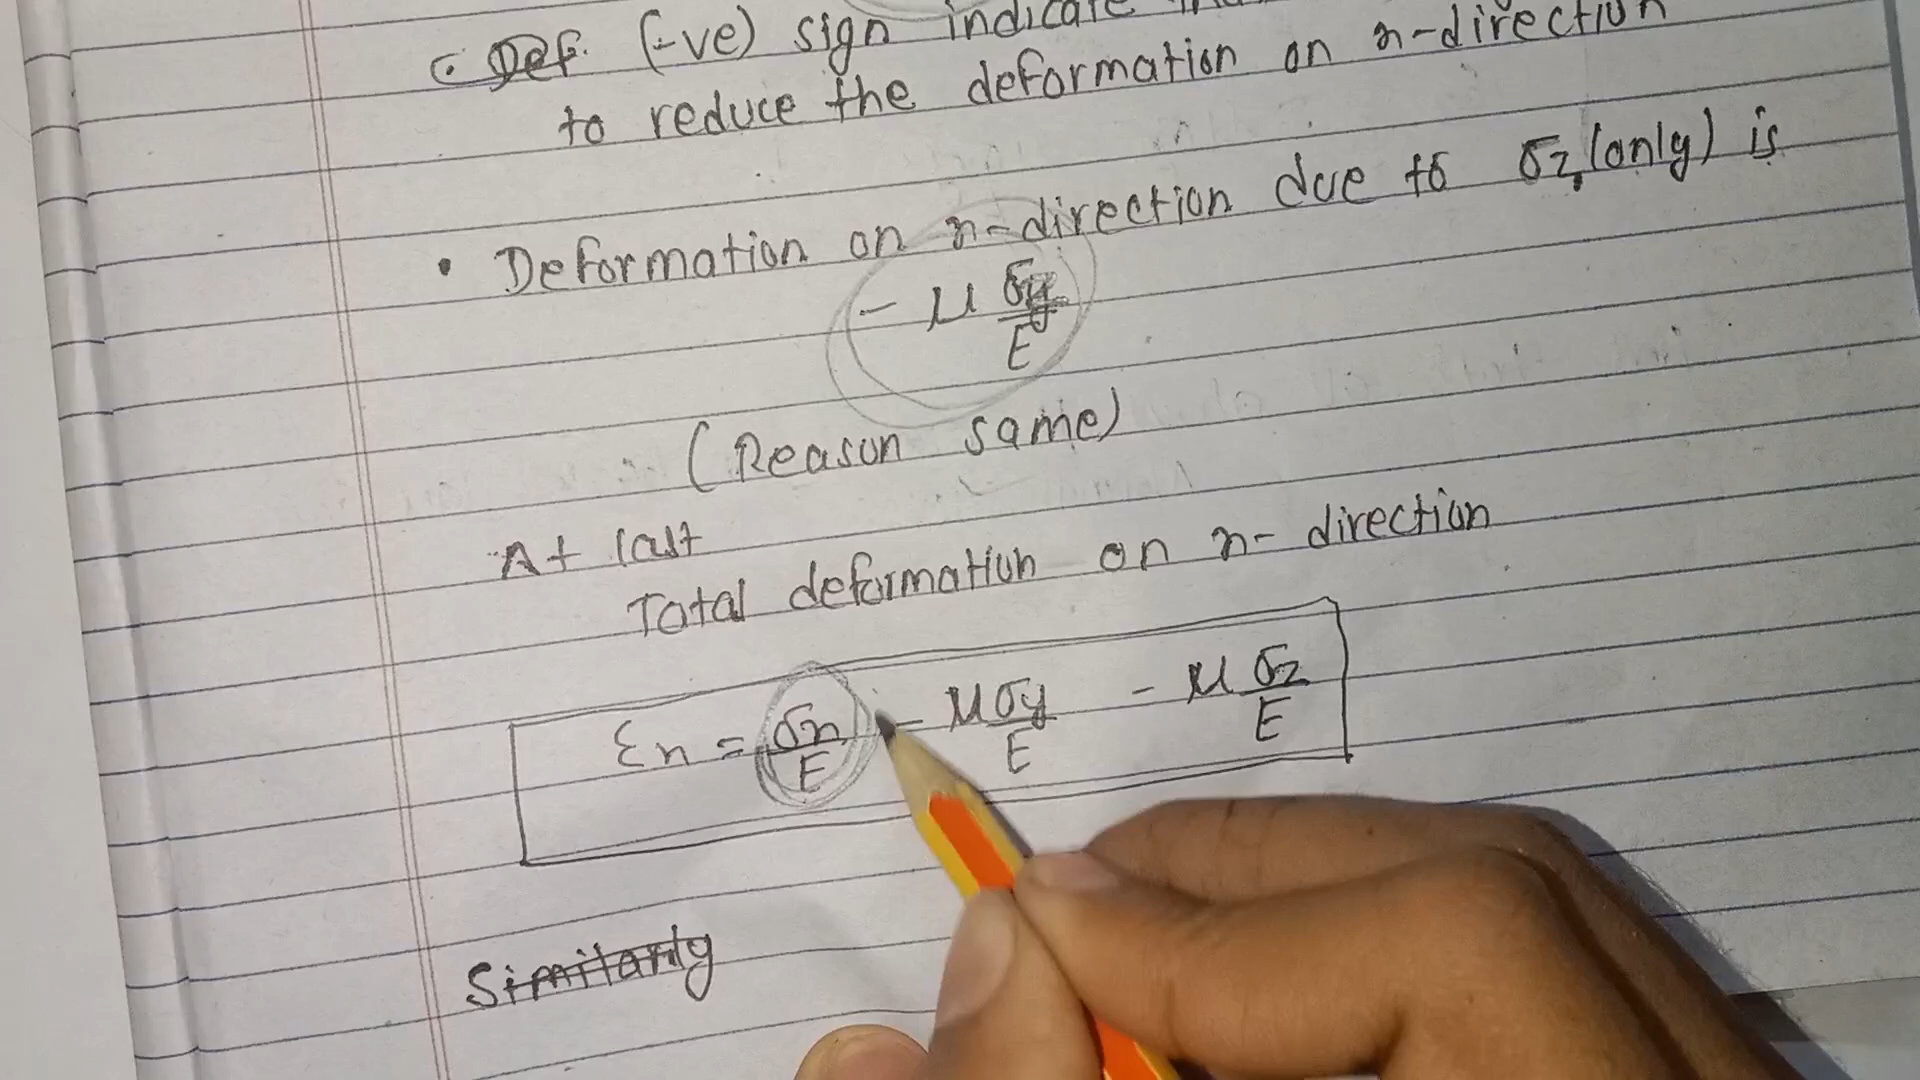 Def. (-ve) sign indicate
to reduce the deformation on x-direction
• Deformation on x-direction due to σz (only) is
- μ σy/E
(Reason same)
At last
Total deformation on x-direction
Ɛx = σx/E - μσy/E - μ σz/E
Similarly